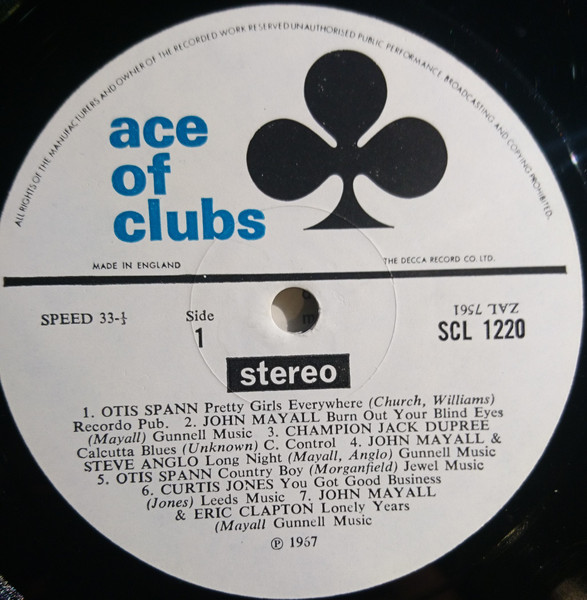 ALL RIGHTS OF THE MANUFACTURERS AND OWNER OF THE RECORDED WORK RESERVED UNAUTHORISED PUBLIC PERFORMANCE, BROADCASTING AND COPYING PROHIBITED.
ace
of
clubs
MADE IN ENGLAND
THE DECCA RECORD CO. LTD.
SPEED 33-⅓
Side
1
ZAL 7561
SCL 1220
stereo
1. OTIS SPANN Pretty Girls Everywhere (Church, Williams)
Recordo Pub. 2. JOHN MAYALL Burn Out Your Blind Eyes
(Mayall) Gunnell Music 3. CHAMPION JACK DUPREE
Calcutta Blues (Unknown) C. Control 4. JOHN MAYALL &
STEVE ANGLO Long Night (Mayall, Anglo) Gunnell Music
5. OTIS SPANN Country Boy (Morganfield) Jewel Music
6. CURTIS JONES You Got Good Business
(Jones) Leeds Music 7. JOHN MAYALL
& ERIC CLAPTON Lonely Years
(Mayall Gunnell Music
℗ 1967